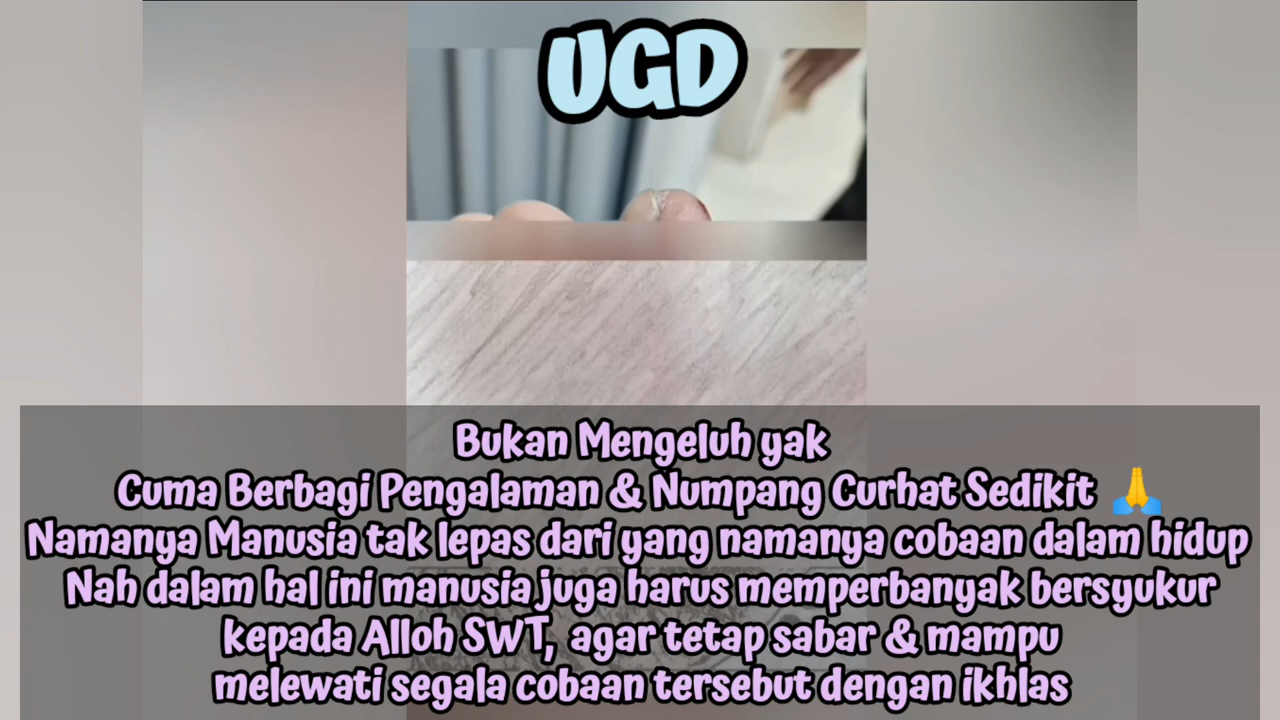 UGD
Bukan Mengeluh yak
Cuma Berbagi Pengalaman & Numpang Curhat Sedikit 🙏
Namanya Manusia tak lepas dari yang namanya cobaan dalam hidup
Nah dalam hal ini manusia juga harus memperbanyak bersyukur
kepada Alloh SWT, agar tetap sabar & mampu
melewati segala cobaan tersebut dengan ikhlas